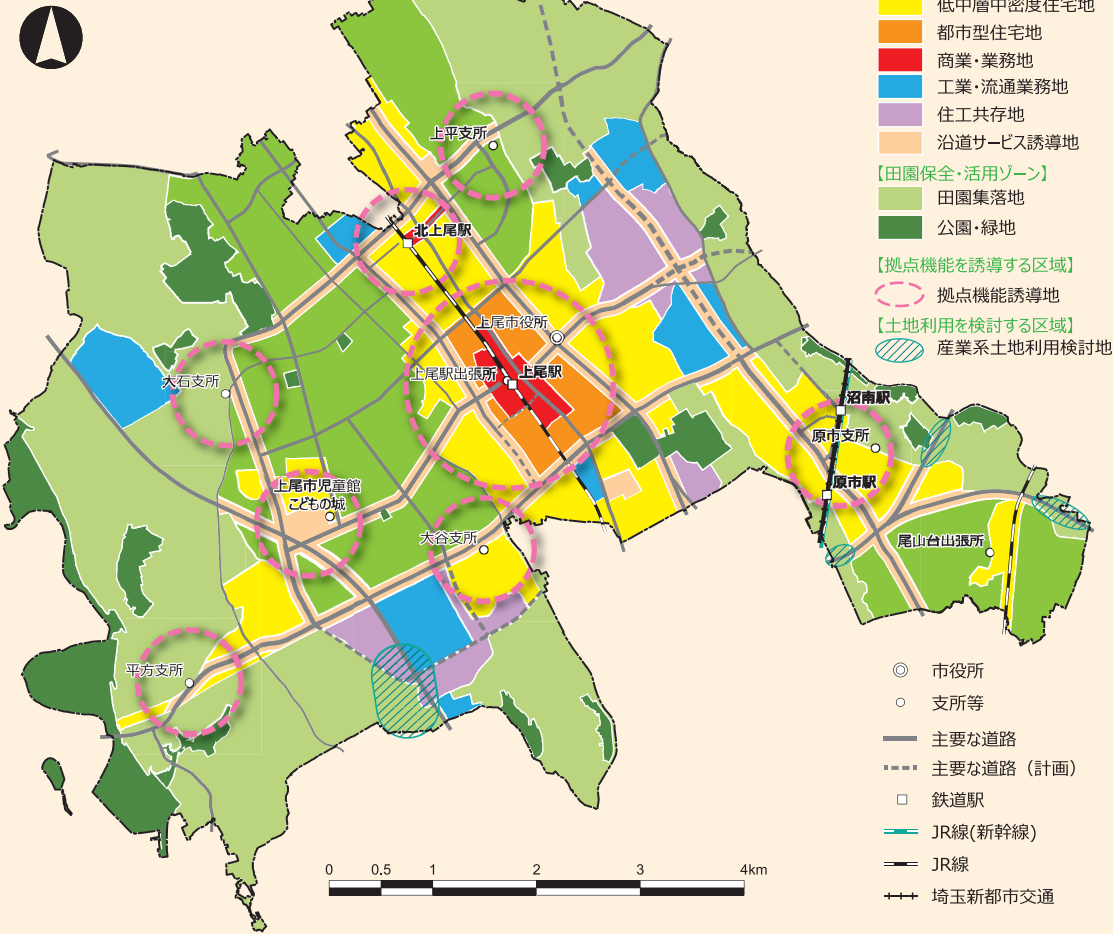 低中層中密度住宅地
都市型住宅地
商業・業務地
工業・流通業務地
住工共存地
沿道サービス誘導地
【田園保全・活用ゾーン】
田園集落地
公園・緑地
【拠点機能を誘導する区域】
拠点機能誘導地
【土地利用を検討する区域】
産業系土地利用検討地
上平支所
北上尾駅
上尾市役所
上尾駅出張所
上尾駅
大石支所
沼南駅
原市支所
原市駅
上尾市児童館
こどもの城
大谷支所
尾山台出張所
平方支所
市役所
支所等
主要な道路
主要な道路（計画）
鉄道駅
JR線(新幹線)
JR線
埼玉新都市交通
0 0.5 1 2 3 4km